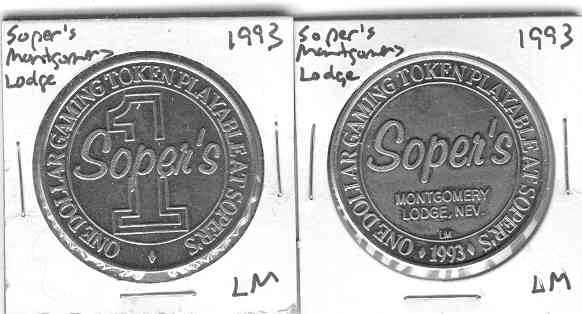 Soper's
Montgomery
Lodge
1993
ONE DOLLAR GAMING TOKEN PLAYABLE AT SOPER'S
1
Soper's
LM
Soper's
Montgomery
Lodge
1993
ONE DOLLAR GAMING TOKEN PLAYABLE AT SOPER'S
Soper's
MONTGOMERY
LODGE, NEV.
LM
1993
LM